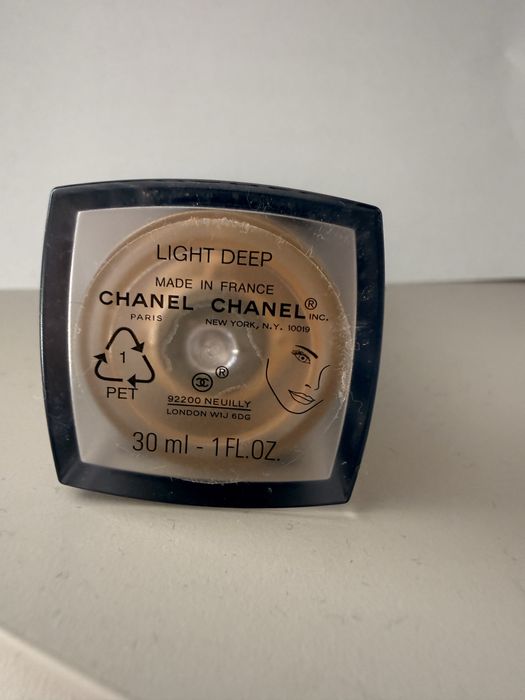 LIGHT DEEP
MADE IN FRANCE
CHANEL CHANEL® INC.
PARIS NEW YORK, N.Y. 10019
1
PET
®
92200 NEUILLY
LONDON W1J 6DG
30 ml - 1 FL.OZ.